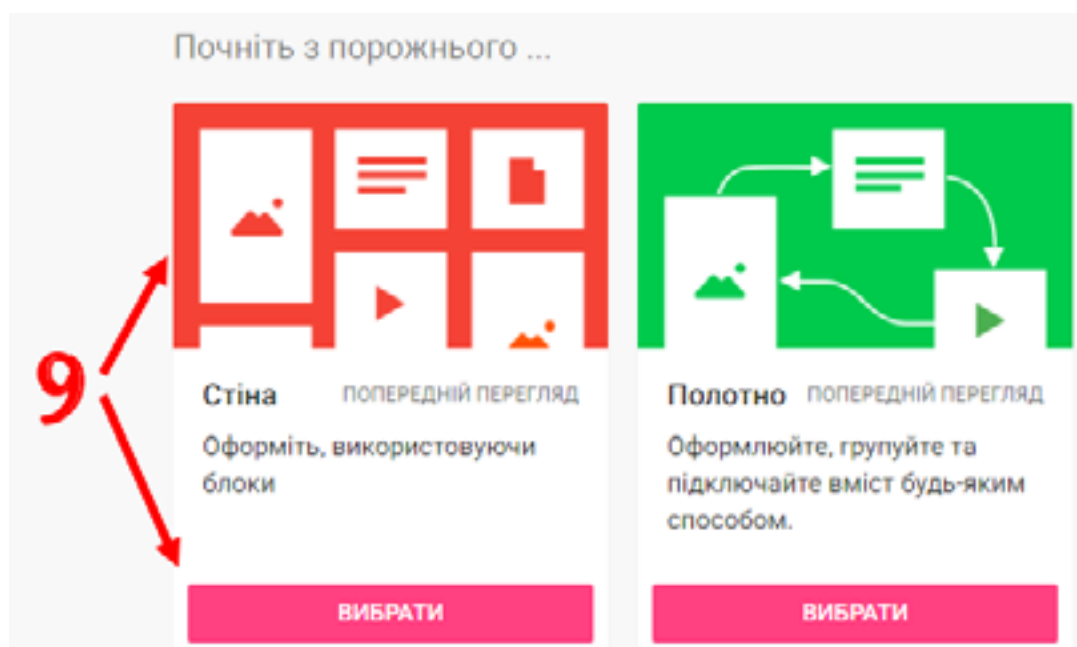 Почніть з порожнього ...
9
Стіна ПОПЕРЕДНІЙ ПЕРЕГЛЯД
Оформіть, використовуючи
блоки
ВИБРАТИ
Полотно ПОПЕРЕДНІЙ ПЕРЕГЛЯД
Оформлюйте, групуйте та
підключайте вміст будь-яким
способом.
ВИБРАТИ